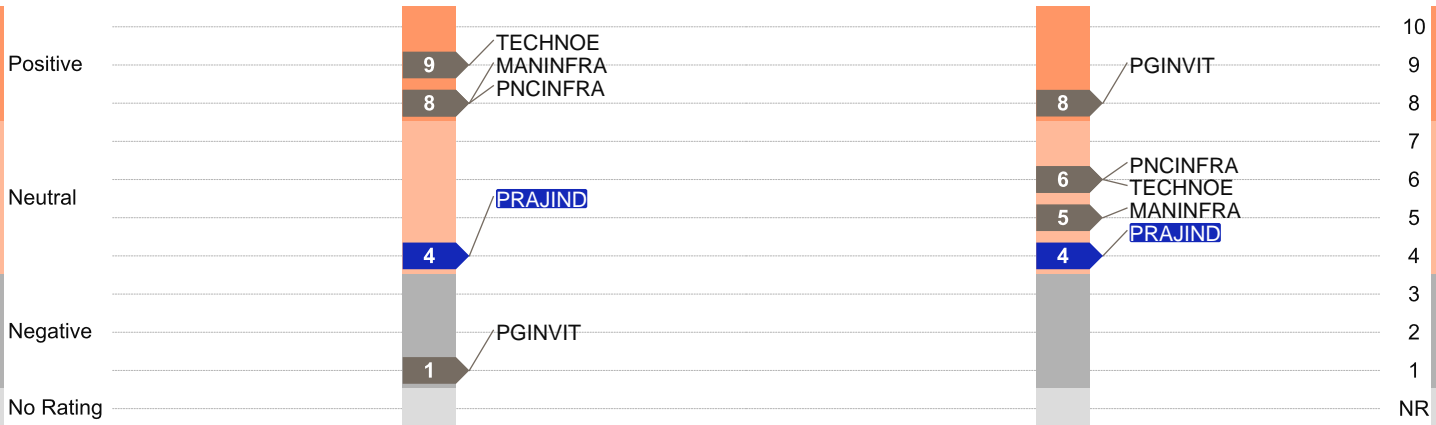 10
TECHNOE
Positive 9 MANINFRA PGINVIT 9
PNCINFRA
8 8 8
7
PNCINFRA
6 6
TECHNOE
Neutral PRAJIND
MANINFRA
5 5
PRAJIND
4 4 4
3
Negative PGINVIT 2
1 1
No Rating NR